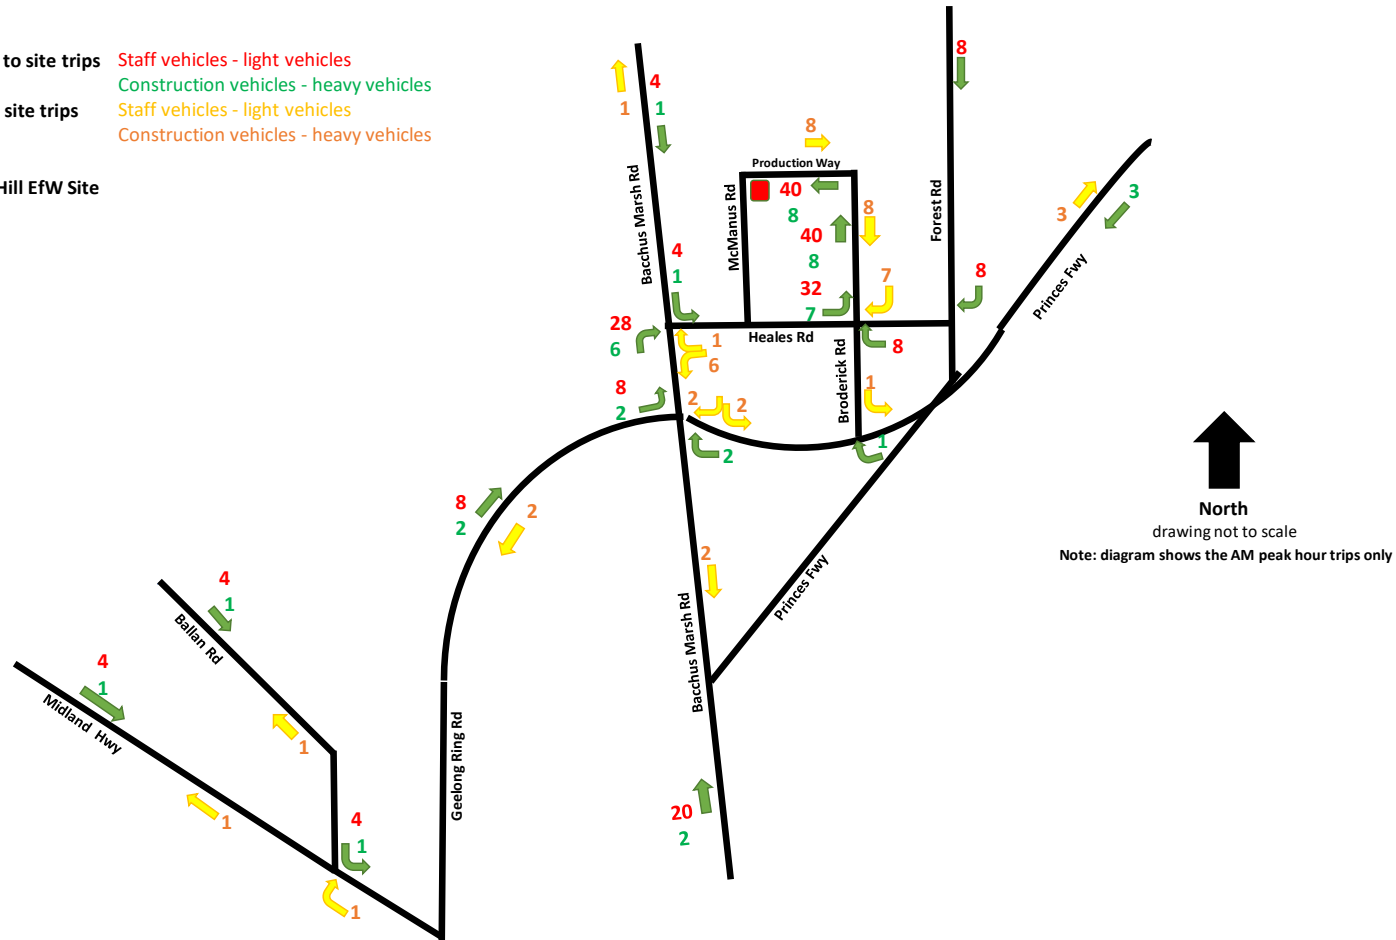 to site trips Staff vehicles - light vehicles
Construction vehicles - heavy vehicles
site trips Staff vehicles - light vehicles
Construction vehicles - heavy vehicles
Hill EfW Site
8
4
1
1
8
Production Way
40
8
8
40
8
32
7
7
McManus Rd
Bacchus Marsh Rd
Forest Rd
3
3
Princes Fwy
4
1
8
28
6
1
6
Heales Rd
8
Broderick Rd
8
2
2
2
1
1
2
8
2
2
2
Princes Fwy
Bacchus Marsh Rd
North
drawing not to scale
Note: diagram shows the AM peak hour trips only
4
1
Ballan Rd
4
1
Midland Hwy
1
1
Geelong Ring Rd
4
1
1
20
2